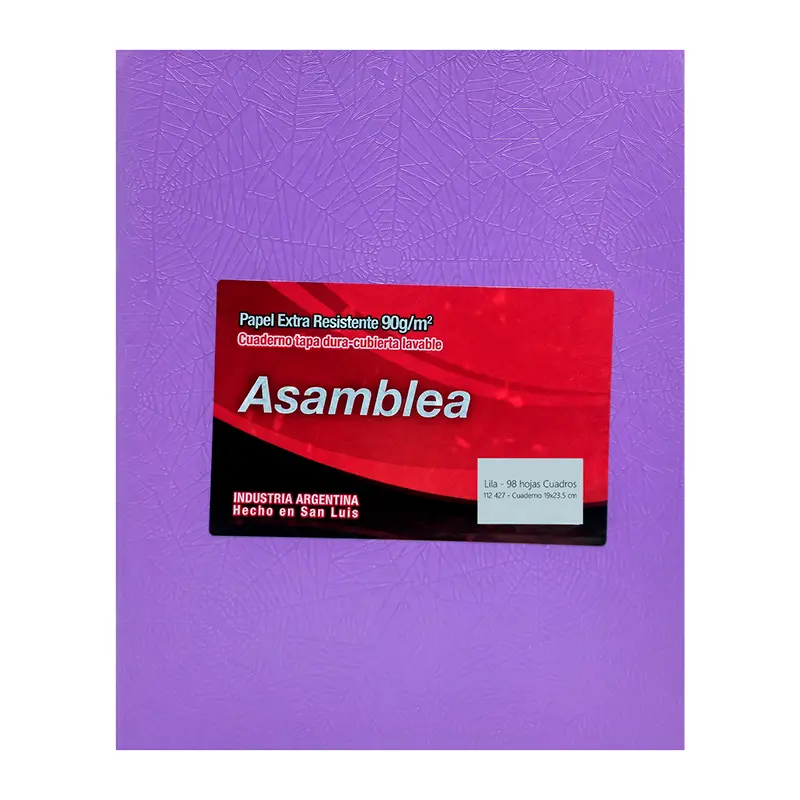 Papel Extra Resistente 90g/m²
Cuaderno tapa dura-cubierta lavable
Asamblea
Lila - 98 hojas Cuadros
112 427 - Cuaderno 19x23.5 cm
INDUSTRIA ARGENTINA
Hecho en San Luis